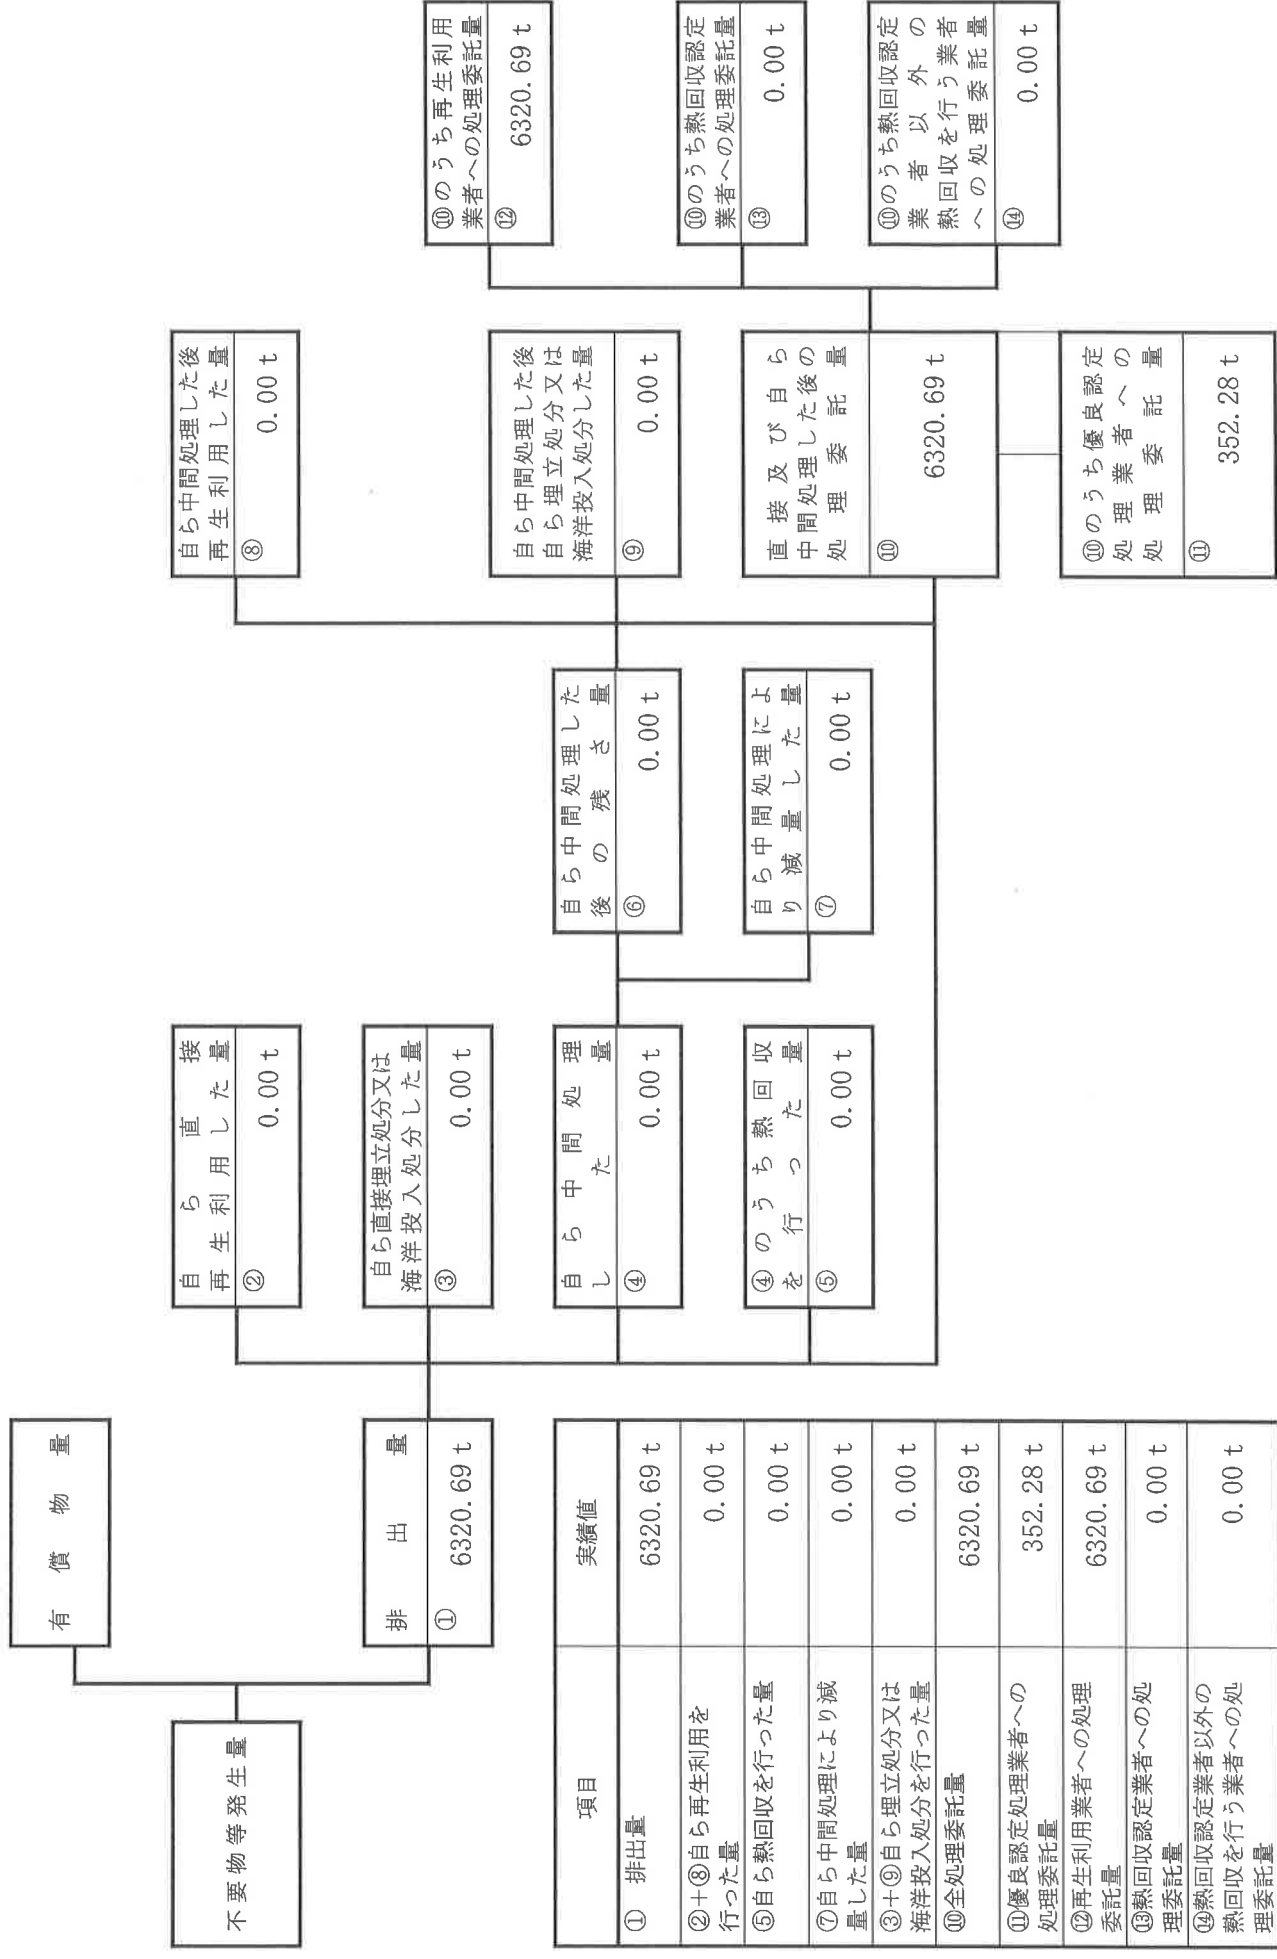 不要物等発生量
有償物量
排出量
① 6320.69 t
自ら直接
再生利用した量
② 0.00 t
自ら直接埋立処分又は
海洋投入処分した量
③ 0.00 t
自ら中間処理
した量
④ 0.00 t
④のうち熱回収
を行った量
⑤ 0.00 t
自ら中間処理した
後の残さ量
⑥ 0.00 t
自ら中間処理によ
り減量した量
⑦ 0.00 t
自ら中間処理した後
再生利用した量
⑧ 0.00 t
自ら中間処理した後
自ら埋立処分又は
海洋投入処分した量
⑨ 0.00 t
直接及び自ら
中間処理した後の
処理委託量
⑩ 6320.69 t
⑩のうち優良認定
処理業者への
処理委託量
⑪ 352.28 t
⑩のうち再生利用
業者への処理委託量
⑫ 6320.69 t
⑩のうち熱回収認定
業者への処理委託量
⑬ 0.00 t
⑩のうち熱回収認定
業者以外の
熱回収を行う業者
への処理委託量
⑭ 0.00 t
項目 実績値
① 排出量 6320.69 t
②+⑧自ら再生利用を
行った量 0.00 t
⑤自ら熱回収を行った量 0.00 t
⑦自ら中間処理により減
量した量 0.00 t
③+⑨自ら埋立処分又は
海洋投入処分を行った量 0.00 t
⑩全処理委託量 6320.69 t
⑪優良認定処理業者への
処理委託量 352.28 t
⑫再生利用業者への処理
委託量 6320.69 t
⑬熱回収認定業者への処
理委託量 0.00 t
⑭熱回収認定業者以外の
熱回収を行う業者への処
理委託量 0.00 t